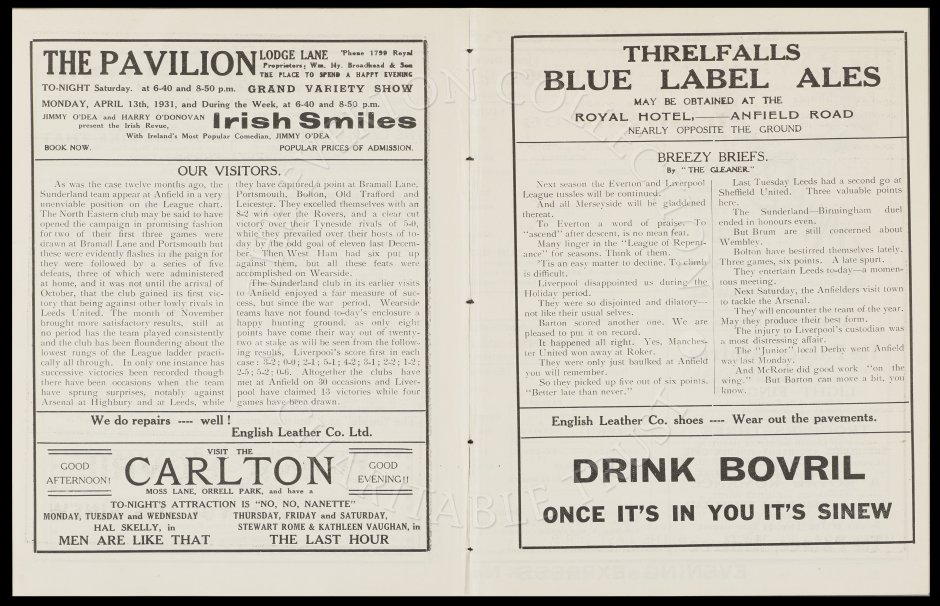 THE PAVILION
LODGE LANE 'Phone 1799 Royal
Proprietors; Wm. Hy. Broadhead & Son
THE PLACE TO SPEND A HAPPY EVENING
TO-NIGHT Saturday. at 6-40 and 8-50 p.m. GRAND VARIETY SHOW
MONDAY, APRIL 13th, 1931, and During the Week, at 6-40 and 8-50 p.m.
JIMMY O'DEA and HARRY O'DONOVAN
present the Irish Revue,
Irish Smiles
With Ireland's Most Popular Comedian, JIMMY O'DEA
BOOK NOW. POPULAR PRICES OF ADMISSION.
OUR VISITORS.
As was the case twelve months ago, the
Sunderland team appear at Anfield in a very
unenviable position on the League chart.
The North Eastern club may be said to have
opened the campaign in promising fashion
for two of their first three games were
drawn at Bramall Lane and Portsmouth but
these were evidently flashes in the paign for
they were followed by a series of five
defeats, three of which were administered
at home, and it was not until the arrival of
October, that the club gained its first vic-
tory that being against other lowly rivals in
Leeds United. The month of November
brought more satisfactory results, still at
no period has the team played consistently
and the club has been floundering about the
lowest rungs of the League ladder practi-
cally all through. In only one instance has
successive victories been recorded though
there have been occasions when the team
have sprung surprises, notably against
Arsenal at Highbury and at Leeds, while
they have captured a point at Bramall Lane,
Portsmouth, Bolton, Old Trafford and
Leicester. They excelled themselves with an
8-2 win over the Rovers, and a clear cut
victory over their Tyneside rivals of 5-0,
while they prevailed over their hosts of to-
day by the odd goal of eleven last Decem-
ber. Then West Ham had six put up
against them, but all these feats were
accomplished on Wearside.
The Sunderland club in its earlier visits
to Anfield enjoyed a fair measure of suc-
cess, but since the war period, Wearside
teams have not found to-day's enclosure a
happy hunting ground, as only eight
points have come their way out of twenty-
two at stake as will be seen from the follow-
ing results, Liverpool's score first in each
case: 3-2; 0-0; 2-1; 5-1; 4-2; 3-1; 2-2; 1-2;
2-5; 5-2; 0-6. Altogether the clubs have
met at Anfield on 30 occasions and Liver-
pool have claimed 13 victories while four
games have been drawn.
We do repairs ---- well !
English Leather Co. Ltd.
VISIT THE
GOOD
AFTERNOON!
CARLTON
GOOD
EVENING!!
MOSS LANE, ORRELL PARK, and have a
TO-NIGHT'S ATTRACTION IS "NO, NO, NANETTE"
MONDAY, TUESDAY and WEDNESDAY
HAL SKELLY, in
MEN ARE LIKE THAT
THURSDAY, FRIDAY and SATURDAY,
STEWART ROME & KATHLEEN VAUGHAN, in
THE LAST HOUR
THRELFALLS
BLUE LABEL ALES
MAY BE OBTAINED AT THE
ROYAL HOTEL,——ANFIELD ROAD
NEARLY OPPOSITE THE GROUND
BREEZY BRIEFS.
By "THE GLEANER."
Next season the Everton and Liverpool
League tussles will be continued.
And all Merseyside will be gladdened
thereat.
To Everton a word of praise. To
"ascend" after descent, is no mean feat.
Many linger in the "League of Repent-
ance" for seasons. Think of them.
'Tis an easy matter to decline. To climb
is difficult.
Liverpool disappointed us during the
Holiday period.
They were so disjointed and dilatory—
not like their usual selves.
Barton scored another one. We are
pleased to put it on record.
It happened all right. Yes, Manches-
ter United won away at Roker.
They were only just baulked at Anfield
you will remember.
So they picked up five out of six points.
"Better late than never."
Last Tuesday Leeds had a second go at
Sheffield United. Three valuable points
here.
The Sunderland—Birmingham duel
ended in honours even.
But Brum are still concerned about
Wembley.
Bolton have bestirred themselves lately.
Three games, six points. A late spurt.
They entertain Leeds to-day—a momen-
tous meeting.
Next Saturday, the Anfielders visit town
to tackle the Arsenal.
They'll encounter the team of the year.
May they produce their best form.
The injury to Liverpool's custodian was
a most distressing affair.
The "Junior" local Derby went Anfield
way last Monday.
And McRorie did good work "on the
wing." But Barton can move a bit, you
know.
English Leather Co. shoes ---- Wear out the pavements.
DRINK BOVRIL
ONCE IT'S IN YOU IT'S SINEW